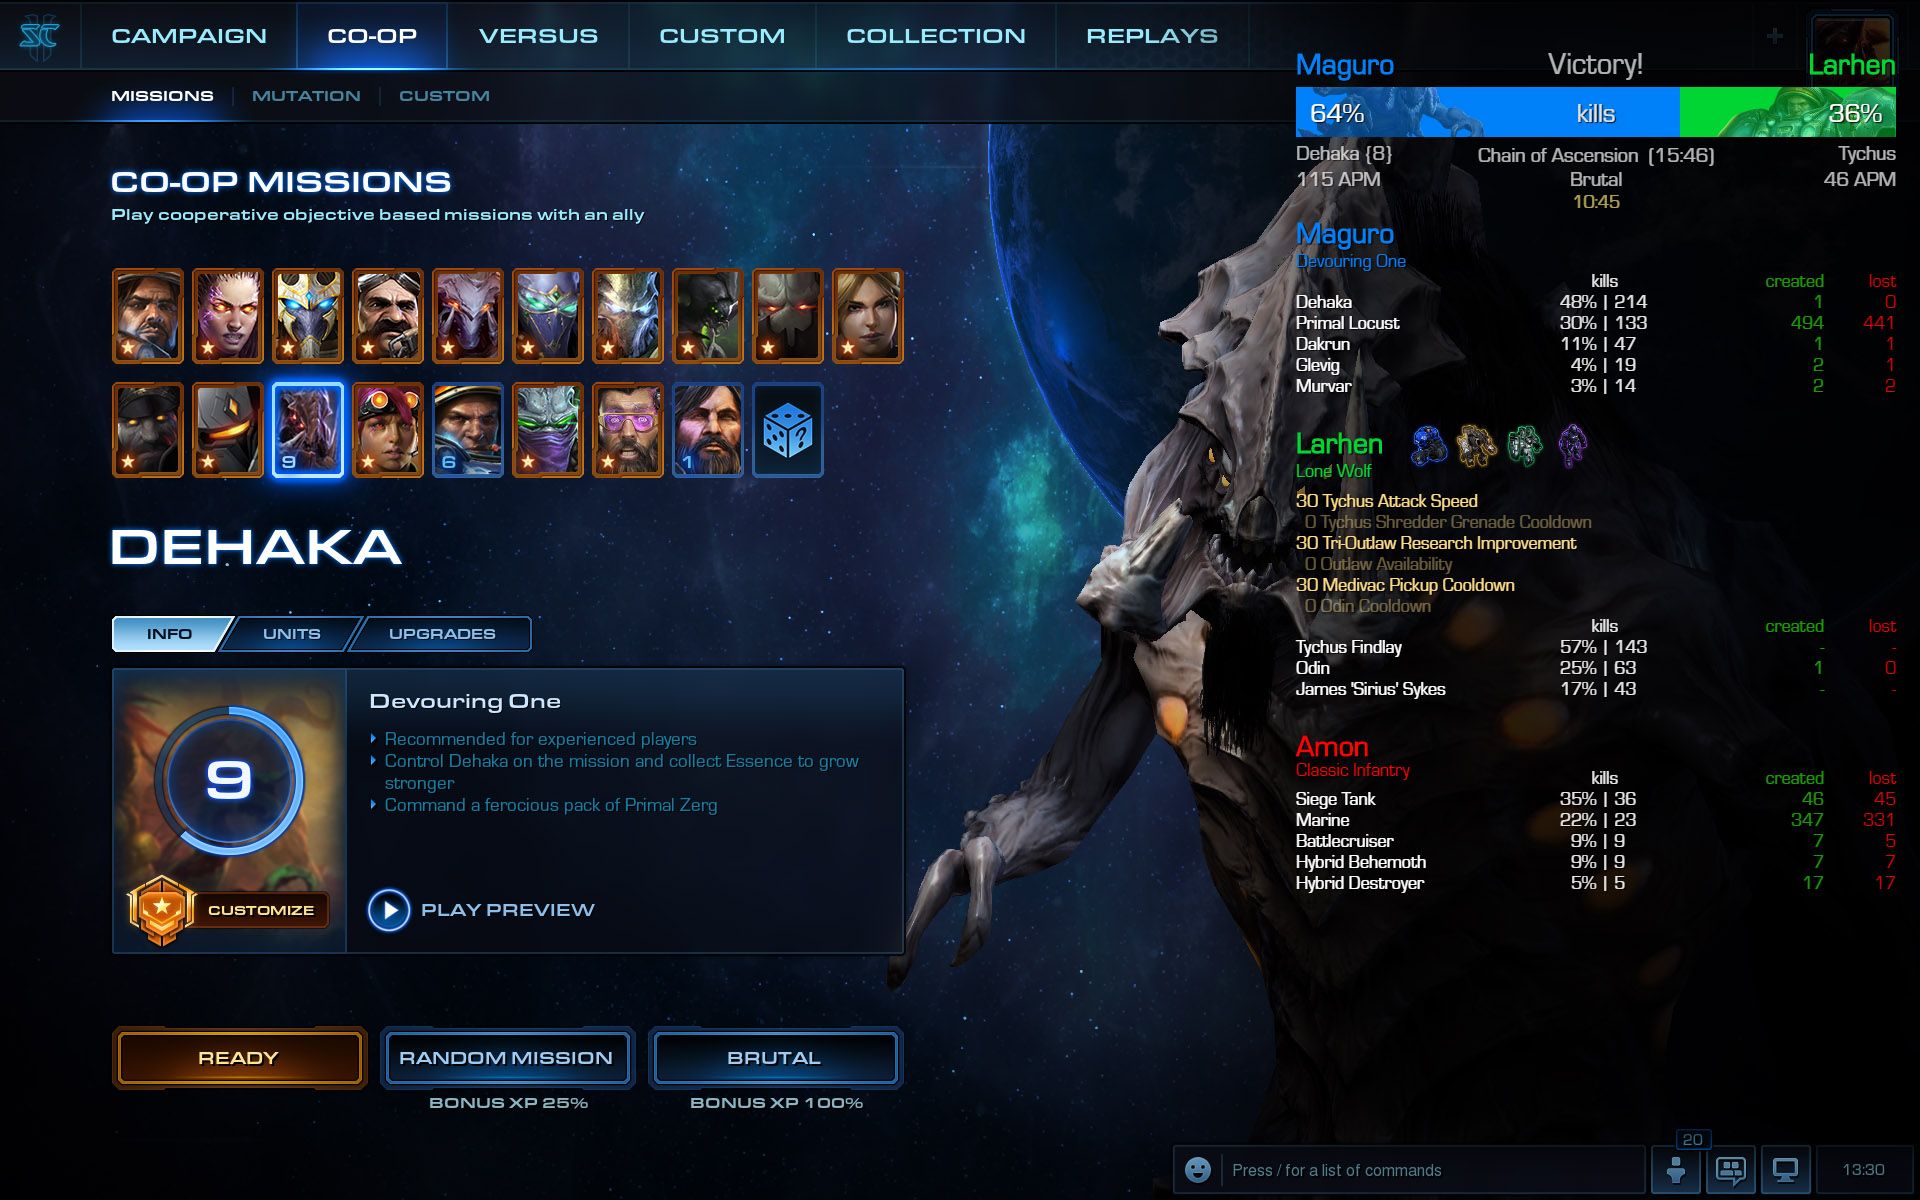 CAMPAIGN CO-OP VERSUS CUSTOM COLLECTION REPLAYS
MISSIONS MUTATION CUSTOM
CO-OP MISSIONS
Play cooperative objective based missions with an ally
9 6 1 ?
DEHAKA
INFO UNITS UPGRADES
9
Devouring One
Recommended for experienced players
Control Dehaka on the mission and collect Essence to grow
stronger
Command a ferocious pack of Primal Zerg
CUSTOMIZE
PLAY PREVIEW
READY RANDOM MISSION BRUTAL
BONUS XP 25% BONUS XP 100%
Maguro Victory! Larhen
64% kills 36%
Dehaka {8} Chain of Ascension (15:46) Tychus
115 APM Brutal 46 APM
10:45
Maguro
Devouring One
kills created lost
Dehaka 48% | 214 1 0
Primal Locust 30% | 133 494 441
Dakrun 11% | 47 1 1
Glevig 4% | 19 2 1
Murvar 3% | 14 2 2
Larhen
Lone Wolf
30 Tychus Attack Speed
0 Tychus Shredder Grenade Cooldown
30 Tri-Outlaw Research Improvement
0 Outlaw Availability
30 Medivac Pickup Cooldown
0 Odin Cooldown
kills created lost
Tychus Findlay 57% | 143 - -
Odin 25% | 63 1 0
James 'Sirius' Sykes 17% | 43 - -
Amon
Classic Infantry
kills created lost
Siege Tank 35% | 36 46 45
Marine 22% | 23 347 331
Battlecruiser 9% | 9 7 5
Hybrid Behemoth 9% | 9 7 7
Hybrid Destroyer 5% | 5 17 17
20
Press / for a list of commands
13:30